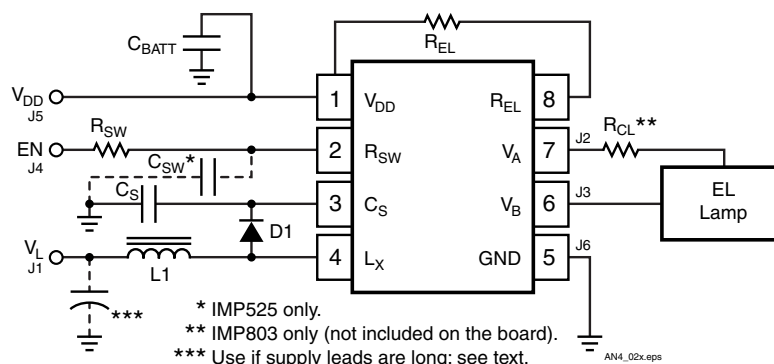 C_BATT
R_EL
V_DD
J5
1 V_DD
R_EL 8
EN
J4
R_SW
C_SW*
2 R_SW
V_A 7
J2
R_CL**
C_S
3 C_S
V_B 6
J3
EL
Lamp
D1
V_L
J1
L1
4 L_X
GND 5
J6
***
* IMP525 only.
** IMP803 only (not included on the board).
*** Use if supply leads are long; see text.
AN4_02x.eps